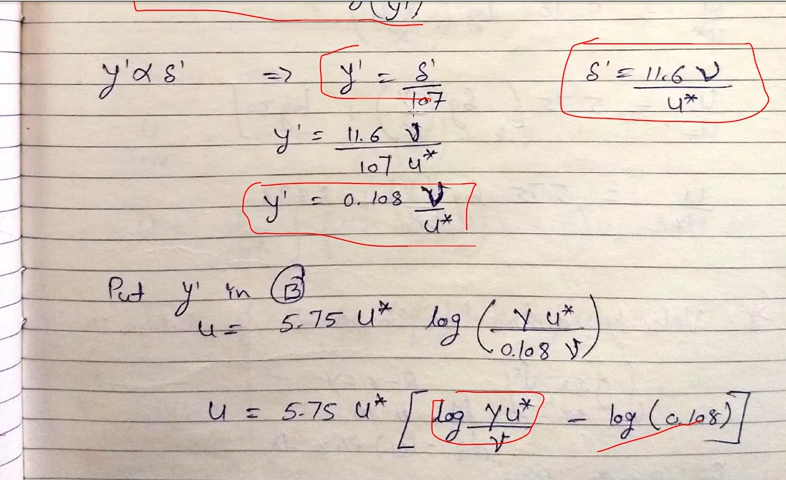 (y')
y' ∝ δ' => y' = δ'/107 δ' = 11.6 ν/u*
y' = 11.6 ν/107 u*
y' = 0.108 ν/u*
Put y' in (B)
u = 5.75 u* log (y u*/0.108 ν)
u = 5.75 u* [log yu*/ν - log (0.108)]